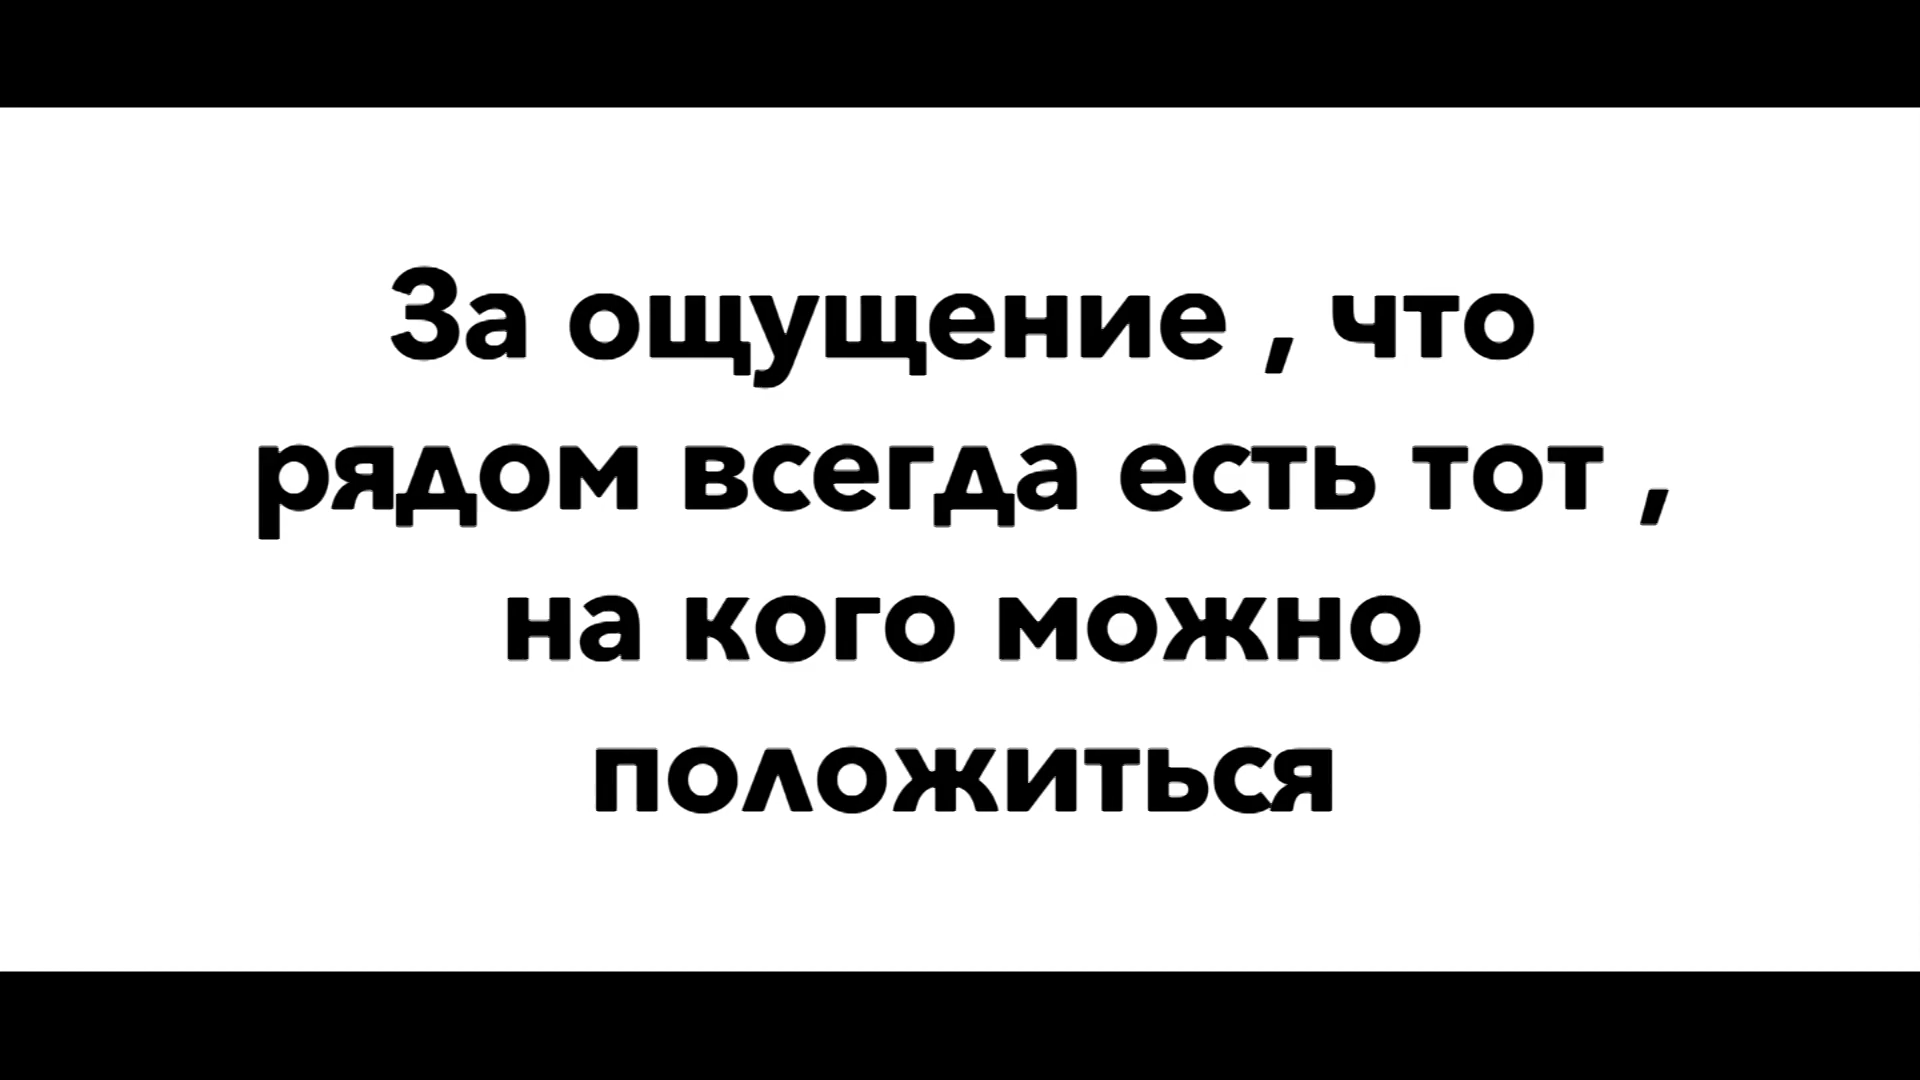 За ощущение , что
рядом всегда есть тот ,
на кого можно
положиться